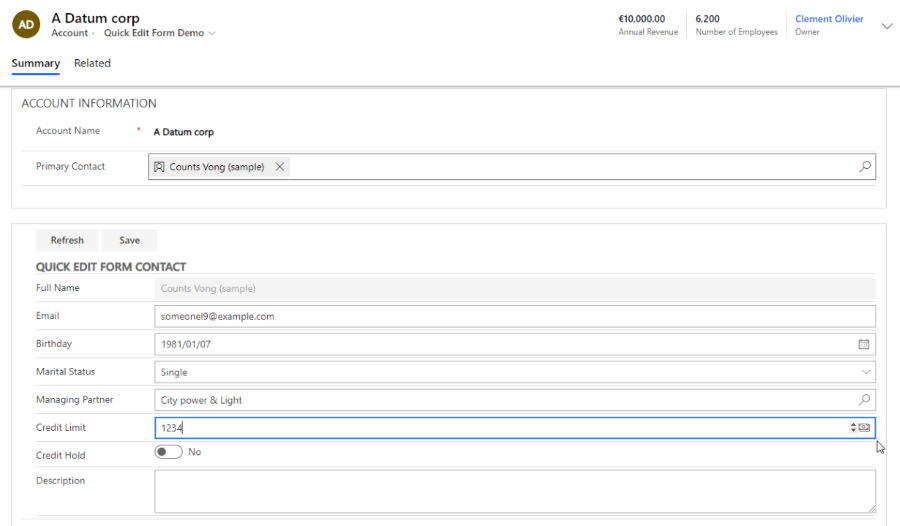 AD
A Datum corp
Account · Quick Edit Form Demo
€10,000.00
Annual Revenue
6,200
Number of Employees
Clement Olivier
Owner
Summary Related
ACCOUNT INFORMATION
Account Name * A Datum corp
Primary Contact Counts Vong (sample)
Refresh Save
QUICK EDIT FORM CONTACT
Full Name Counts Vong (sample)
Email someonel9@example.com
Birthday 1981/01/07
Marital Status Single
Managing Partner City power & Light
Credit Limit 1234
Credit Hold No
Description